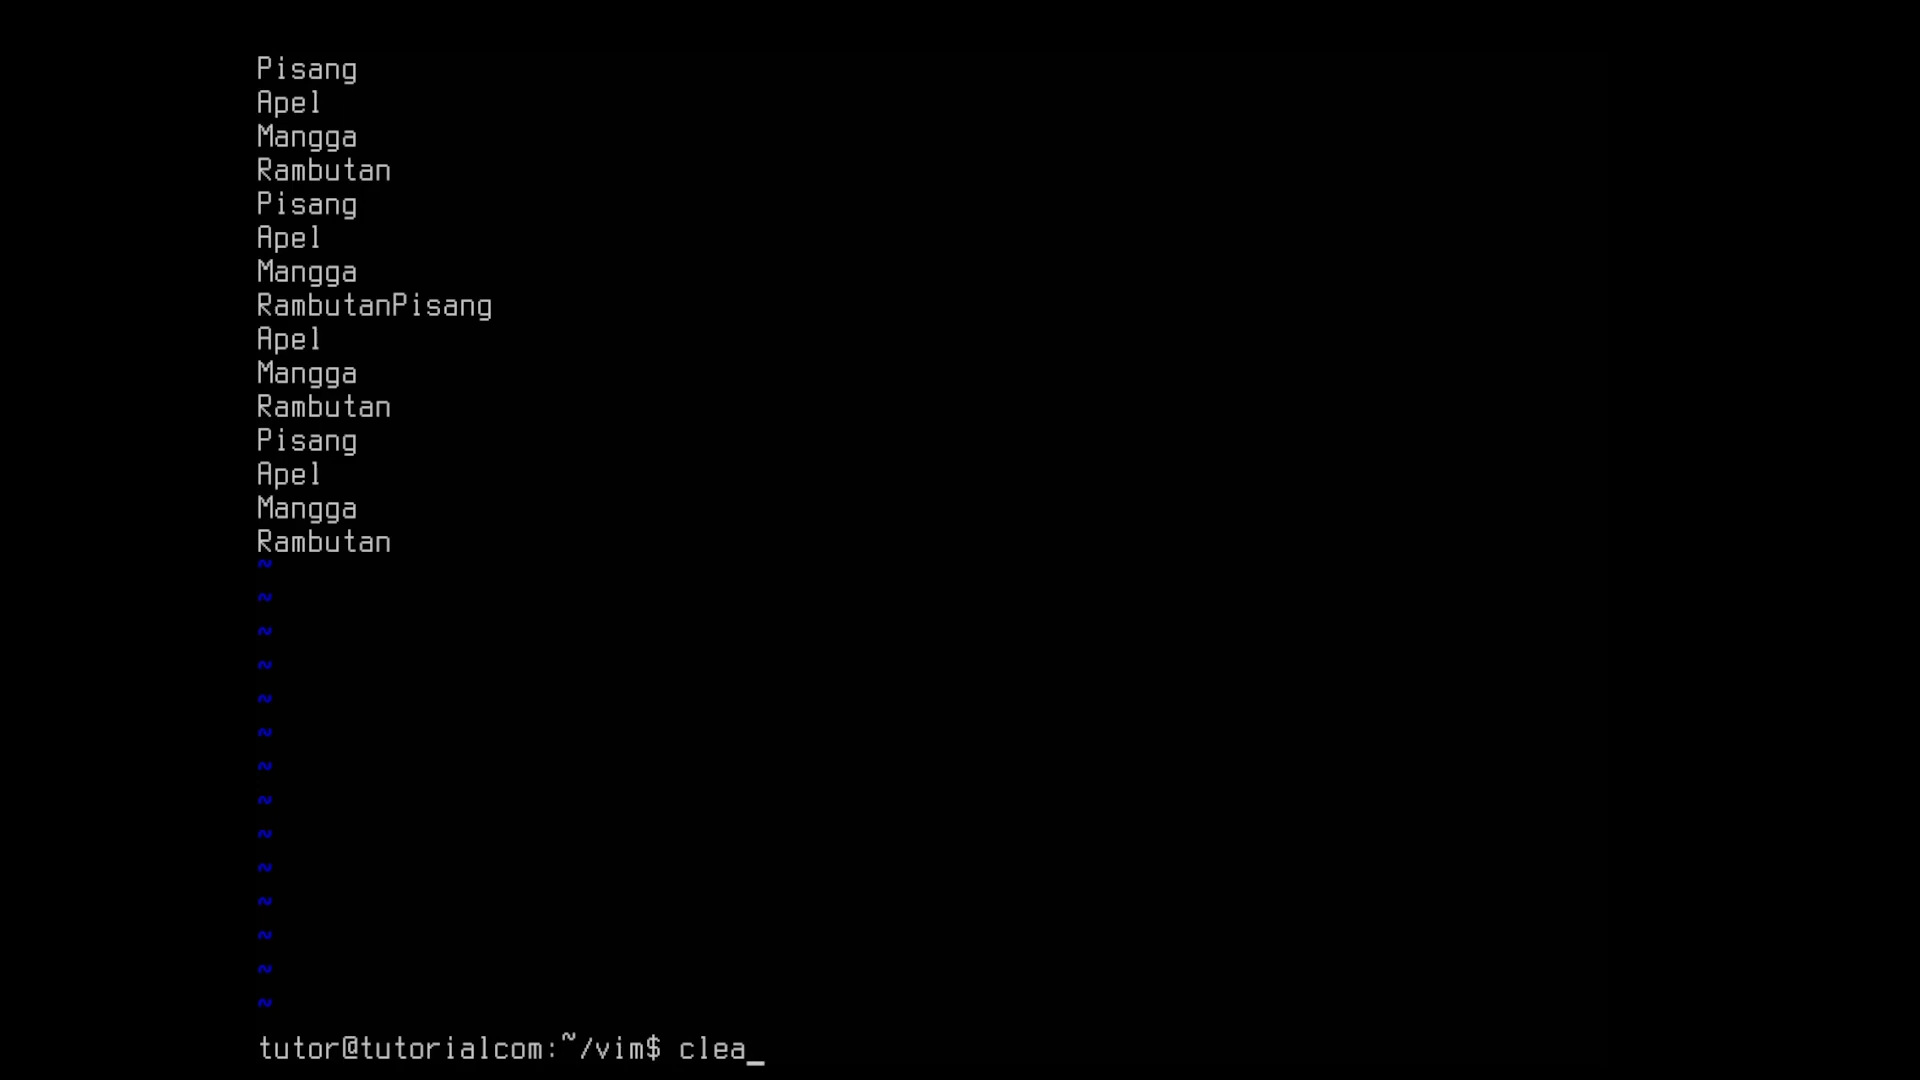 Pisang
Apel
Mangga
Rambutan
Pisang
Apel
Mangga
RambutanPisang
Apel
Mangga
Rambutan
Pisang
Apel
Mangga
Rambutan
~
~
~
~
~
~
~
~
~
~
~
~
~
~
tutor@tutorialcom:~/vim$ clea_